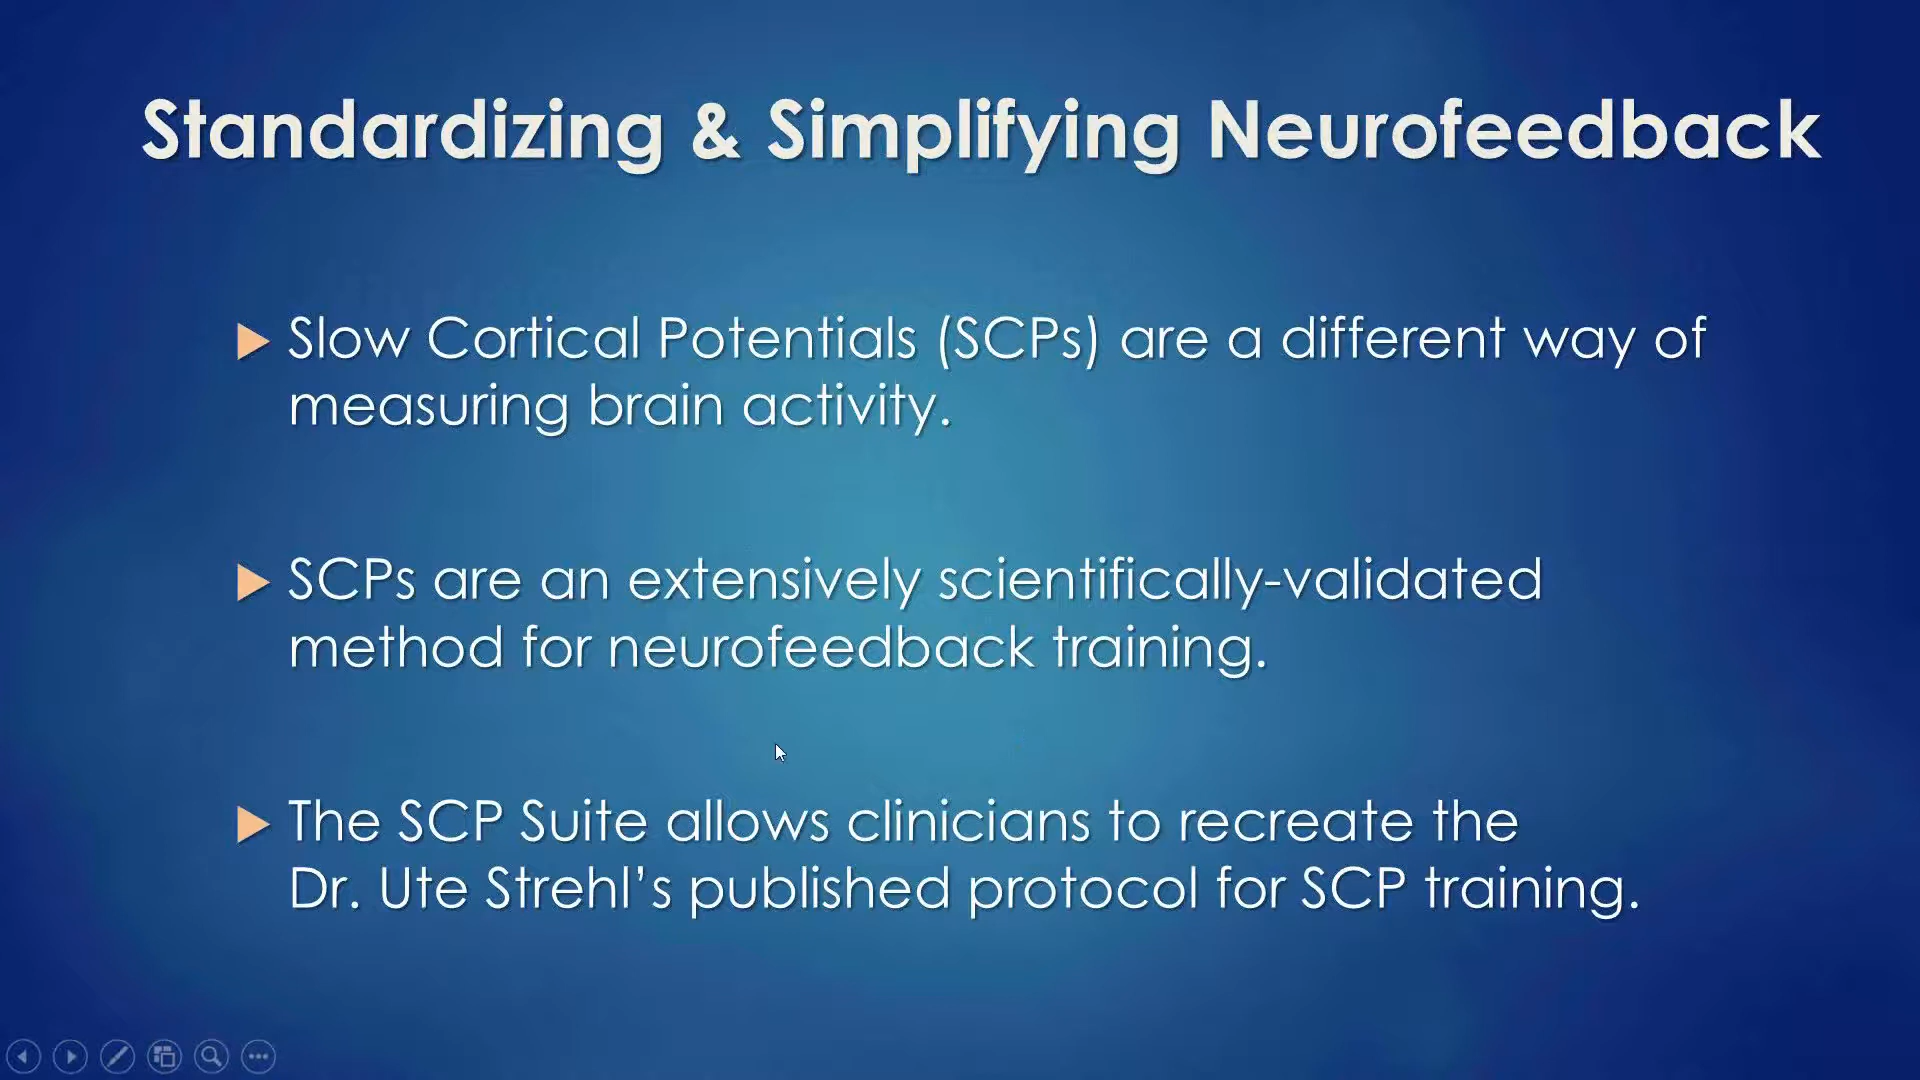 Standardizing & Simplifying Neurofeedback
Slow Cortical Potentials (SCPs) are a different way of
measuring brain activity.
SCPs are an extensively scientifically-validated
method for neurofeedback training.
The SCP Suite allows clinicians to recreate the
Dr. Ute Strehl’s published protocol for SCP training.